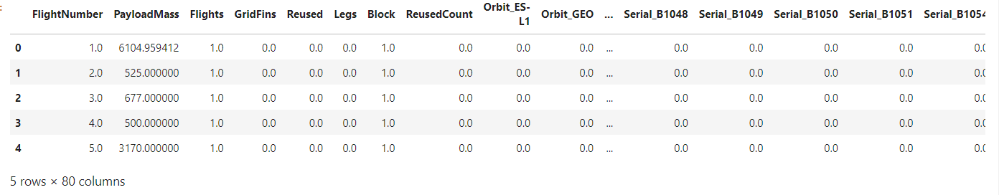 FlightNumber PayloadMass Flights GridFins Reused Legs Block ReusedCount Orbit_ES-L1 Orbit_GEO ... Serial_B1048 Serial_B1049 Serial_B1050 Serial_B1051 Serial_B1054
0 1.0 6104.959412 1.0 0.0 0.0 0.0 1.0 0.0 0.0 0.0 ... 0.0 0.0 0.0 0.0 0.0
1 2.0 525.000000 1.0 0.0 0.0 0.0 1.0 0.0 0.0 0.0 ... 0.0 0.0 0.0 0.0 0.0
2 3.0 677.000000 1.0 0.0 0.0 0.0 1.0 0.0 0.0 0.0 ... 0.0 0.0 0.0 0.0 0.0
3 4.0 500.000000 1.0 0.0 0.0 0.0 1.0 0.0 0.0 0.0 ... 0.0 0.0 0.0 0.0 0.0
4 5.0 3170.000000 1.0 0.0 0.0 0.0 1.0 0.0 0.0 0.0 ... 0.0 0.0 0.0 0.0 0.0
5 rows × 80 columns